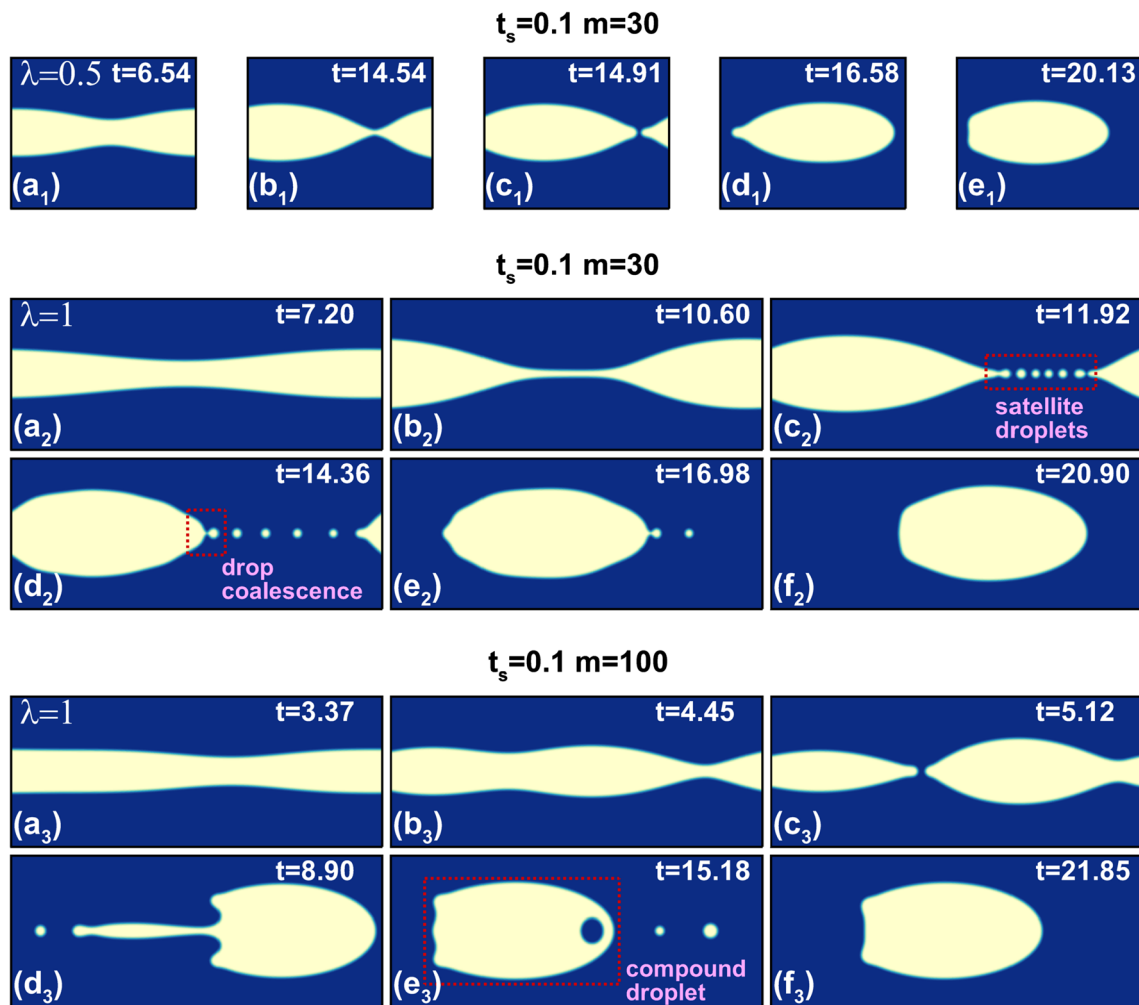 tₛ=0.1 m=30
λ=0.5 t=6.54
t=14.54
t=14.91
t=16.58
t=20.13
(a₁)
(b₁)
(c₁)
(d₁)
(e₁)
tₛ=0.1 m=30
λ=1 t=7.20
t=10.60
t=11.92
satellite
droplets
(a₂)
(b₂)
(c₂)
t=14.36
t=16.98
t=20.90
drop
coalescence
(d₂)
(e₂)
(f₂)
tₛ=0.1 m=100
λ=1 t=3.37
t=4.45
t=5.12
(a₃)
(b₃)
(c₃)
t=8.90
t=15.18
t=21.85
compound
droplet
(d₃)
(e₃)
(f₃)